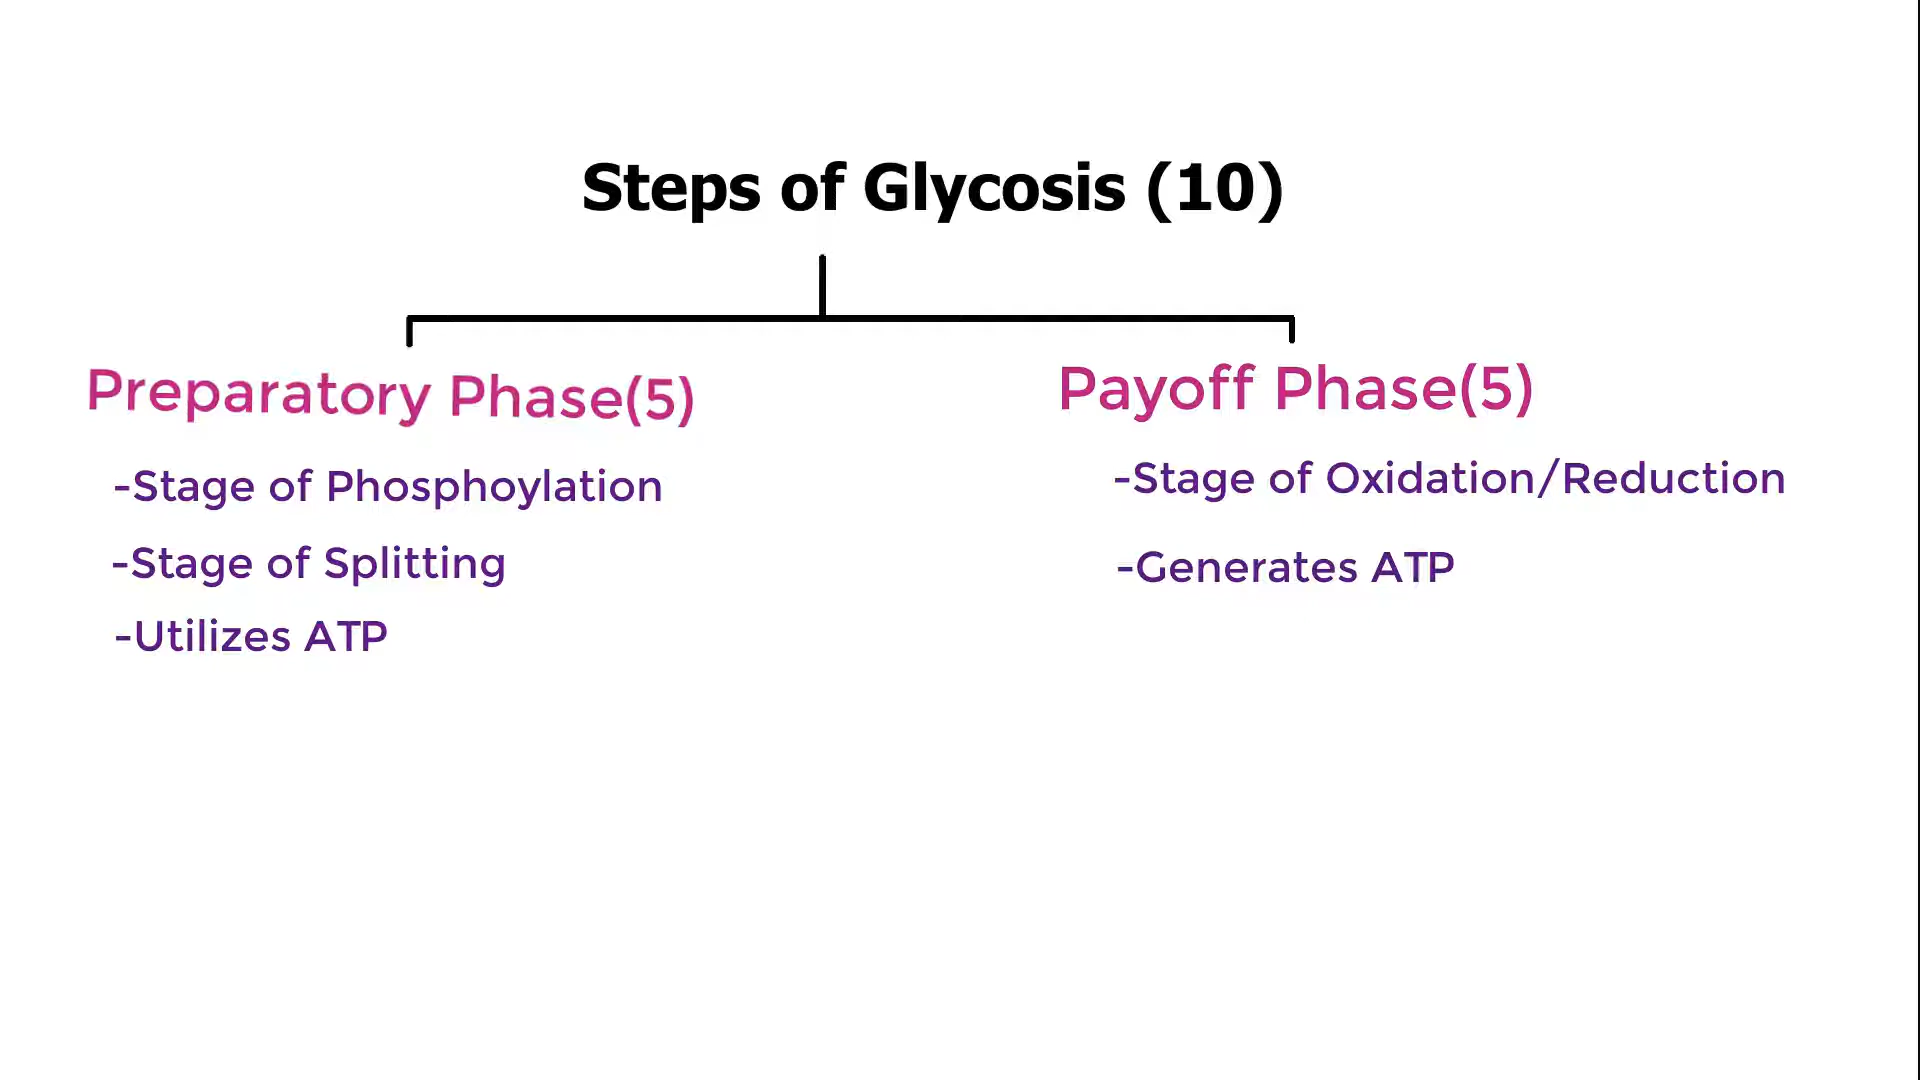 Steps of Glycosis (10)
Preparatory Phase(5)
-Stage of Phosphoylation
-Stage of Splitting
-Utilizes ATP
Payoff Phase(5)
-Stage of Oxidation/Reduction
-Generates ATP